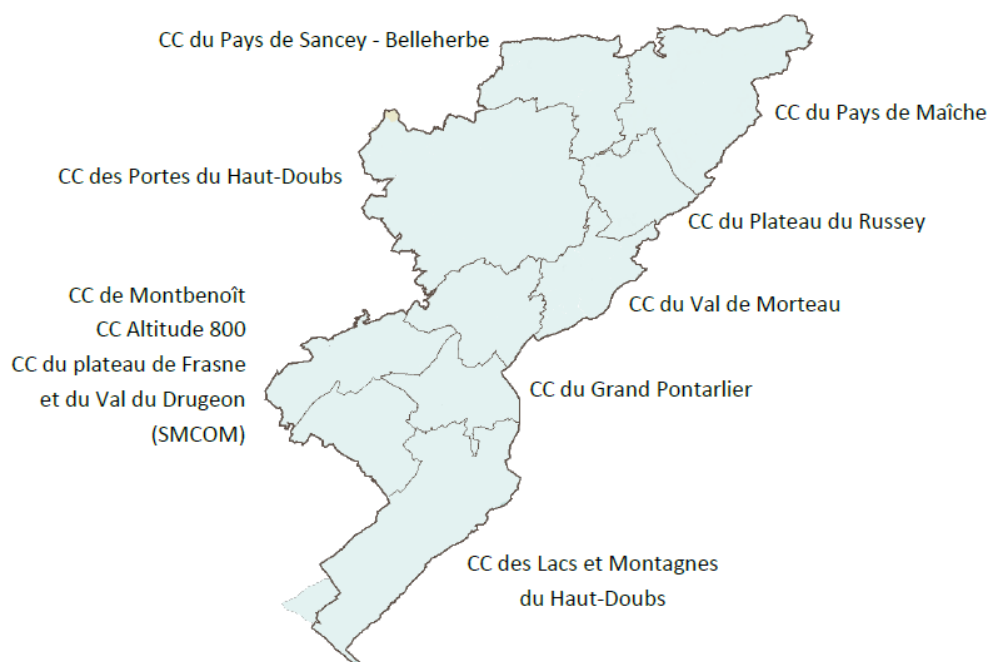 CC du Pays de Sancey - Belleherbe
CC du Pays de Maîche
CC des Portes du Haut-Doubs
CC du Plateau du Russey
CC de Montbenoît
CC Altitude 800
CC du plateau de Frasne
et du Val du Drugeon
(SMCOM)
CC du Val de Morteau
CC du Grand Pontarlier
CC des Lacs et Montagnes
du Haut-Doubs